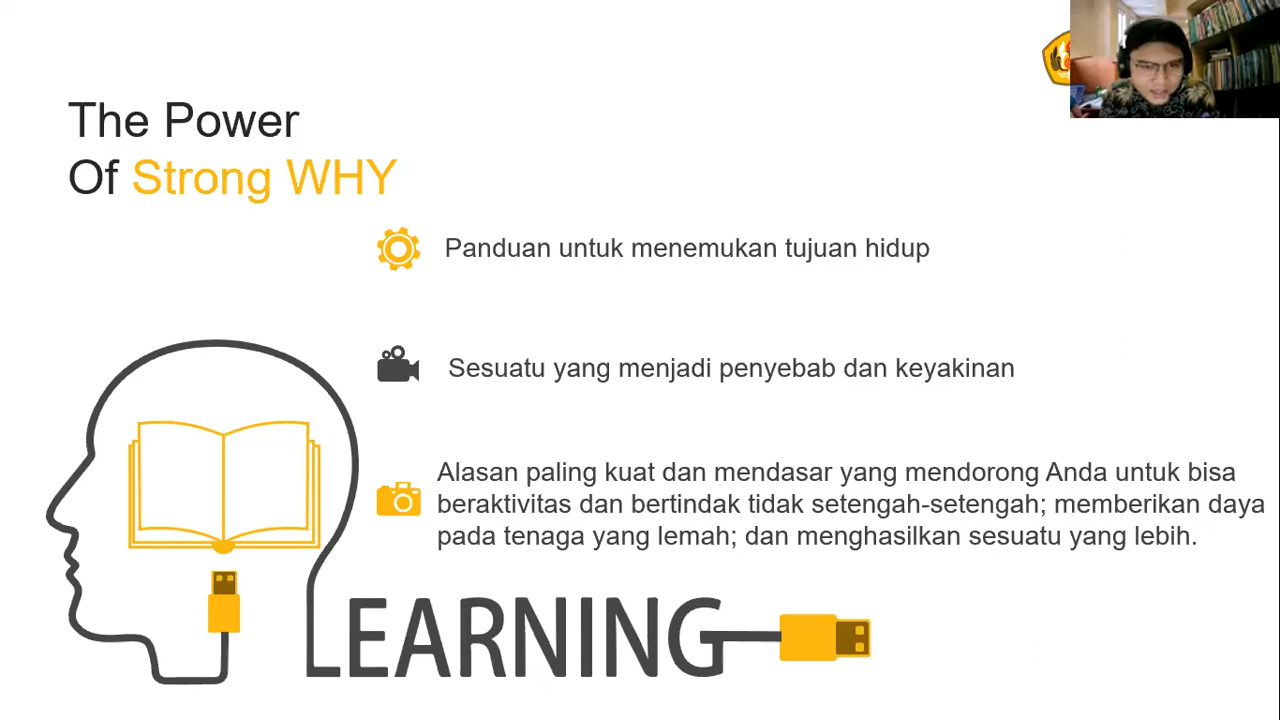 The Power
Of Strong WHY
Panduan untuk menemukan tujuan hidup
Sesuatu yang menjadi penyebab dan keyakinan
Alasan paling kuat dan mendasar yang mendorong Anda untuk bisa
beraktivitas dan bertindak tidak setengah-setengah; memberikan daya
pada tenaga yang lemah; dan menghasilkan sesuatu yang lebih.
LEARNING